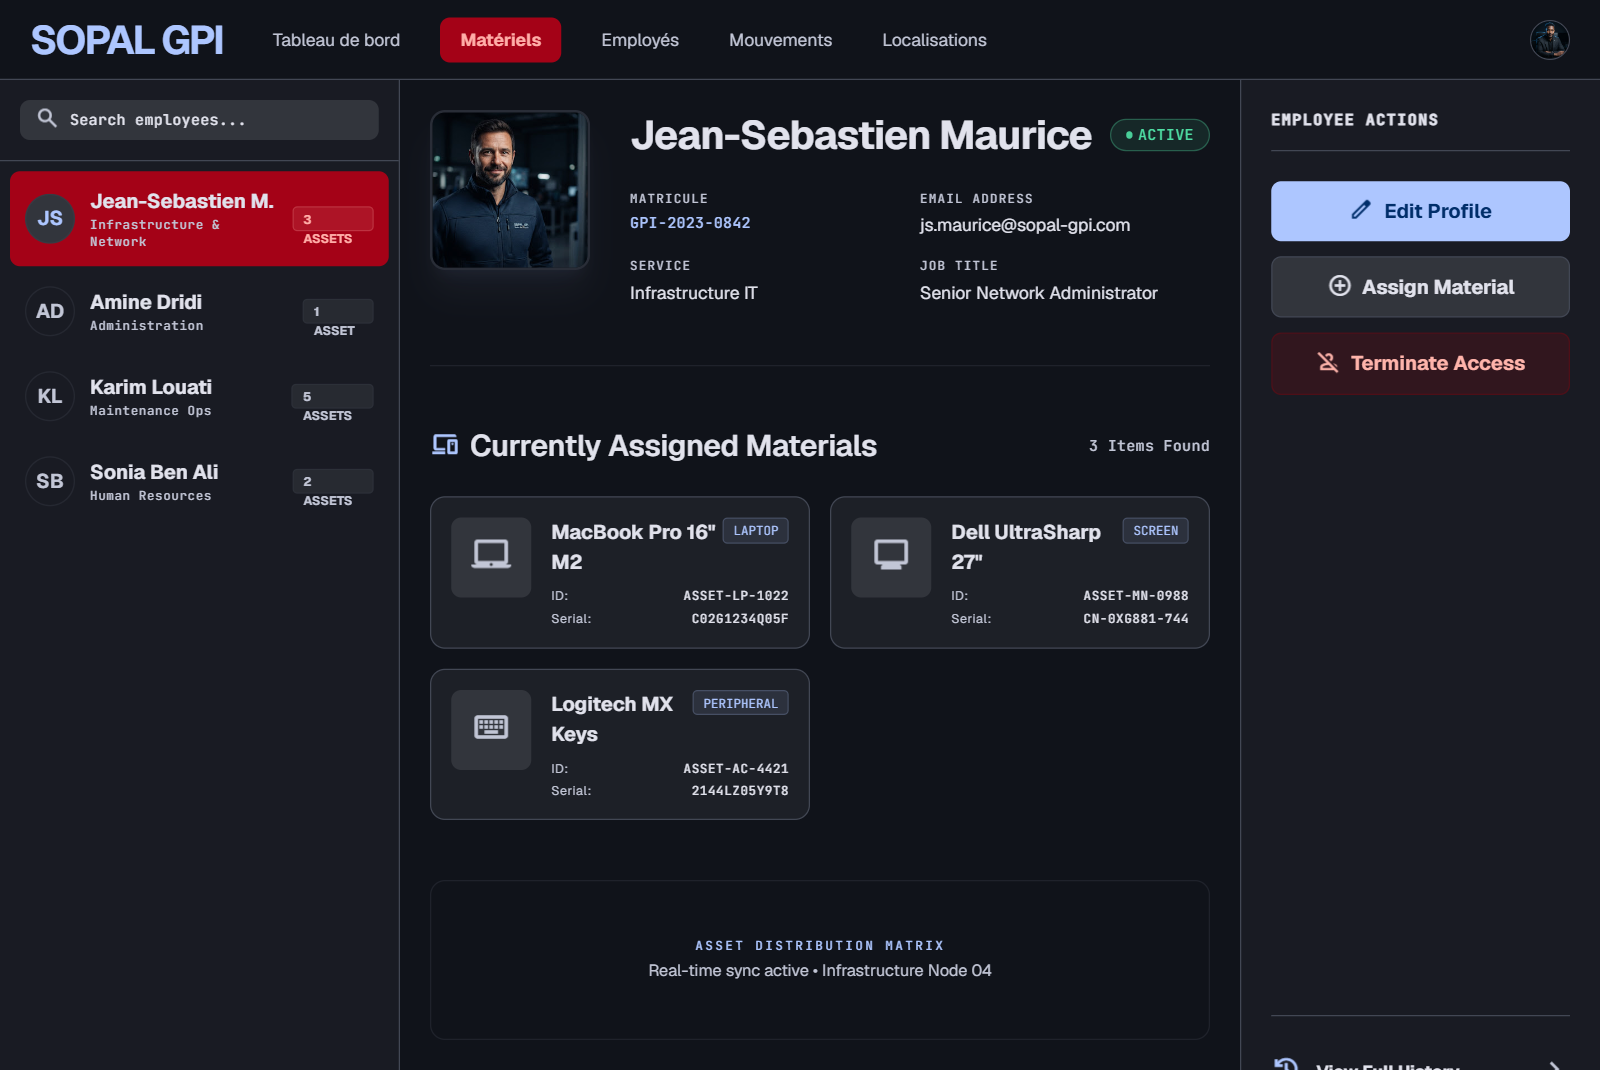 SOPAL GPI
Tableau de bord
Matériels
Employés
Mouvements
Localisations
Search employees...
JS
Jean-Sebastien M.
Infrastructure &
Network
3
ASSETS
AD
Amine Dridi
Administration
1
ASSET
KL
Karim Louati
Maintenance Ops
5
ASSETS
SB
Sonia Ben Ali
Human Resources
2
ASSETS
Jean-Sebastien Maurice
ACTIVE
MATRICULE
GPI-2023-0842
EMAIL ADDRESS
js.maurice@sopal-gpi.com
SERVICE
Infrastructure IT
JOB TITLE
Senior Network Administrator
Currently Assigned Materials
3 Items Found
MacBook Pro 16"
M2
LAPTOP
ID: ASSET-LP-1022
Serial: C02G1234Q05F
Dell UltraSharp
27"
SCREEN
ID: ASSET-MN-0988
Serial: CN-0XG881-744
Logitech MX
Keys
PERIPHERAL
ID: ASSET-AC-4421
Serial: 2144LZ05Y9T8
ASSET DISTRIBUTION MATRIX
Real-time sync active • Infrastructure Node 04
EMPLOYEE ACTIONS
Edit Profile
Assign Material
Terminate Access
View Full History